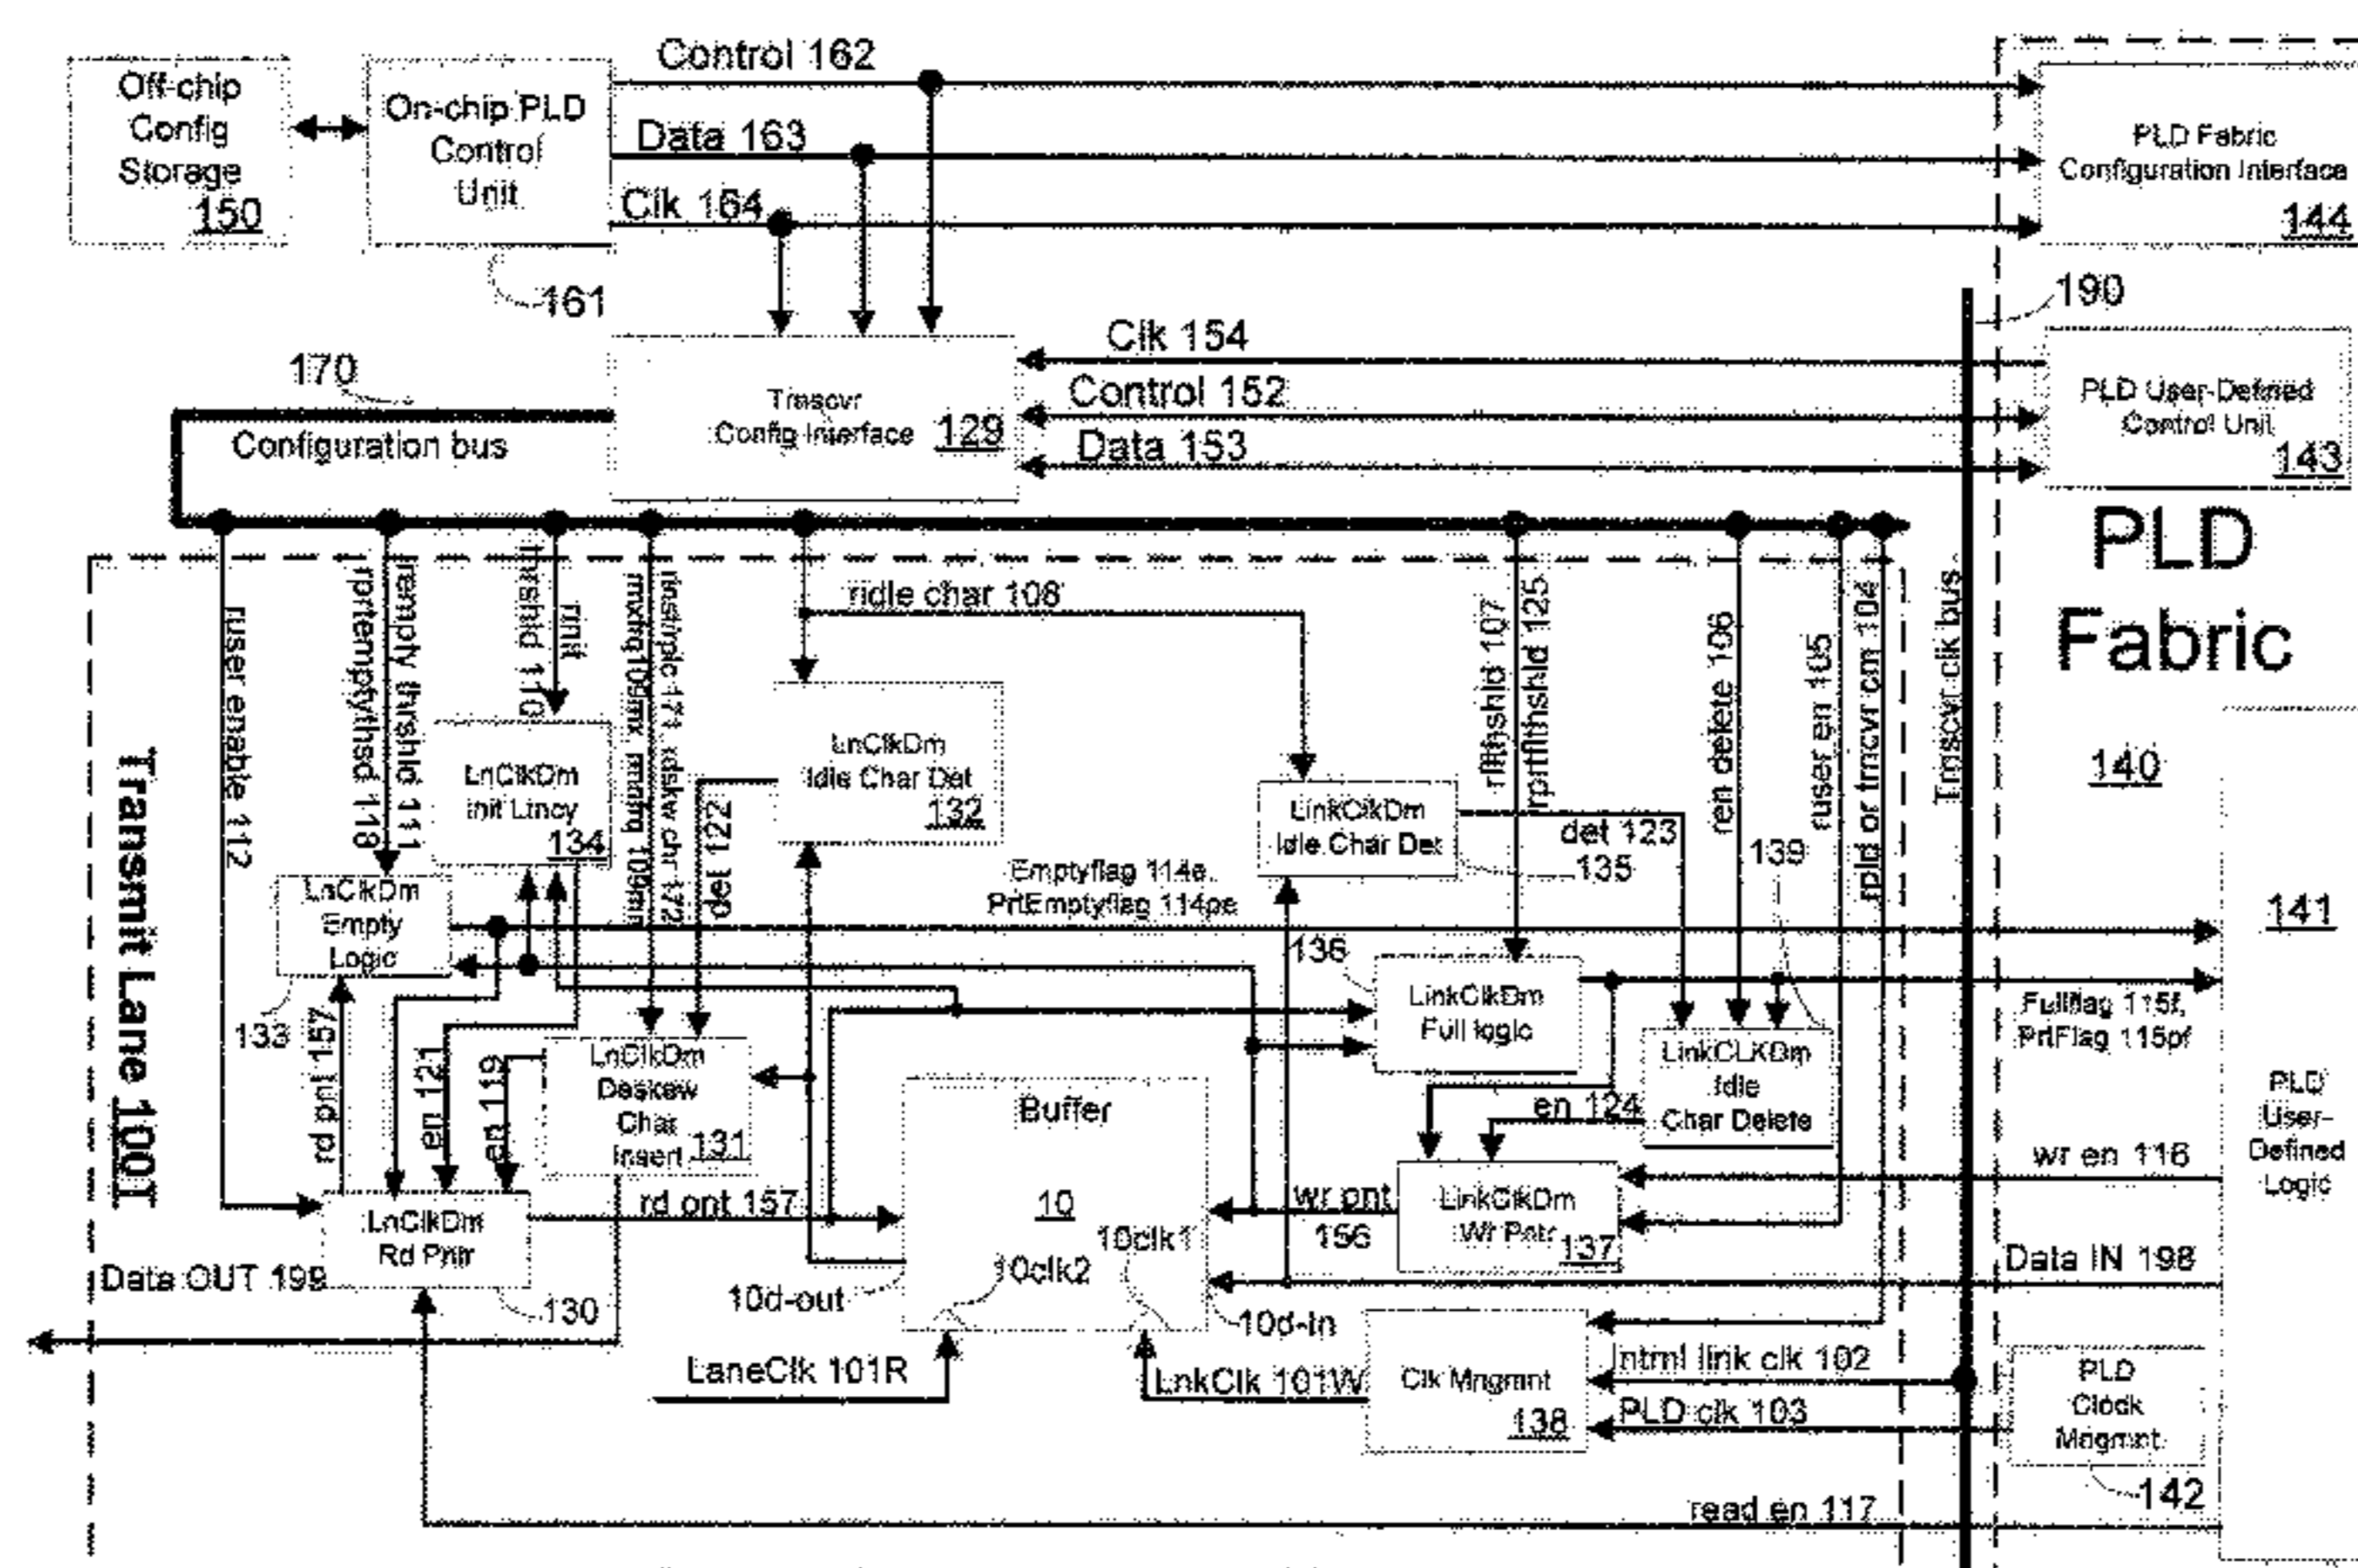 Control 162
Off-chip
Config
Storage
150
On-chip PLD
Control
Unit
Data 163
Clk 164
PLD Fabric
Configuration Interface
144
161
190
170
Configuration bus
Trnscvr
Config Interface 129
Clk 154
Control 152
Data 153
PLD User-Defined
Control Unit
143
PLD
Fabric
140
Transmit Lane 100T
ruser enable 112
rempty thrshld 111
rprtemptythsd 118
rinit
thrshld 110
rinst/rplc 171, rdskw chr 172
ridle char 108
rflthshld 107
rprtflthshld 125
ren delete 106
ruser en 105
rpld or trncvr cm 104
Trnscvr clk bus
LnClkDm
Init Ltncy
134
LnClkDm
Idle Char Det
132
det 122
LinkClkDm
Idle Char Det
135
det 123
139
LnClkDm
Empty
Logic
133
Emptyflag 114e,
PrtEmptyflag 114pe
141
136
LinkClkDm
Full logic
Fullflag 115f,
PrtFlag 115pf
rd pnt 157
en 121
en 119
LnClkDm
Deskew
Char
Insert 131
Buffer
10
10clk1
10clk2
LinkCLKDm
Idle
Char Delete
en 124
PLD
User-
Defined
Logic
wr en 116
LnClkDm
Rd Pntr
130
rd pnt 157
wr pnt
156
LinkClkDm
Wr Pntr
137
Data OUT 199
10d-out
10d-in
Data IN 198
LaneClk 101R
LnkClk 101W
Clk Mngmnt
138
Intrnl link clk 102
PLD clk 103
PLD
Clock
Mngmnt
142
read en 117